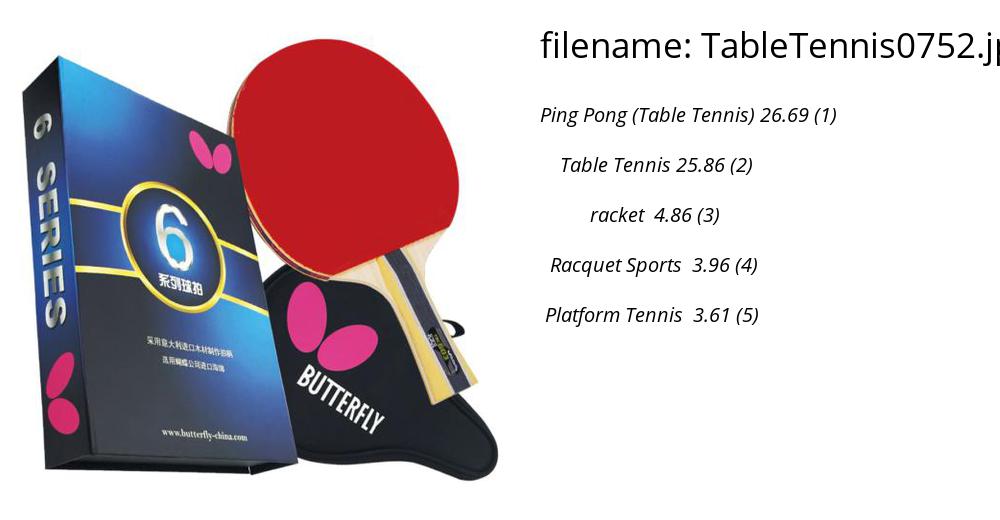 filename: TableTennis0752.j
Ping Pong (Table Tennis) 26.69 (1)
Table Tennis 25.86 (2)
racket 4.86 (3)
Racquet Sports 3.96 (4)
Platform Tennis 3.61 (5)
6 SERIES
6
系列球拍
采用意大利进口木材制作拍柄
选用蝴蝶公司进口海绵
www.butterfly-china.com
BUTTERFLY